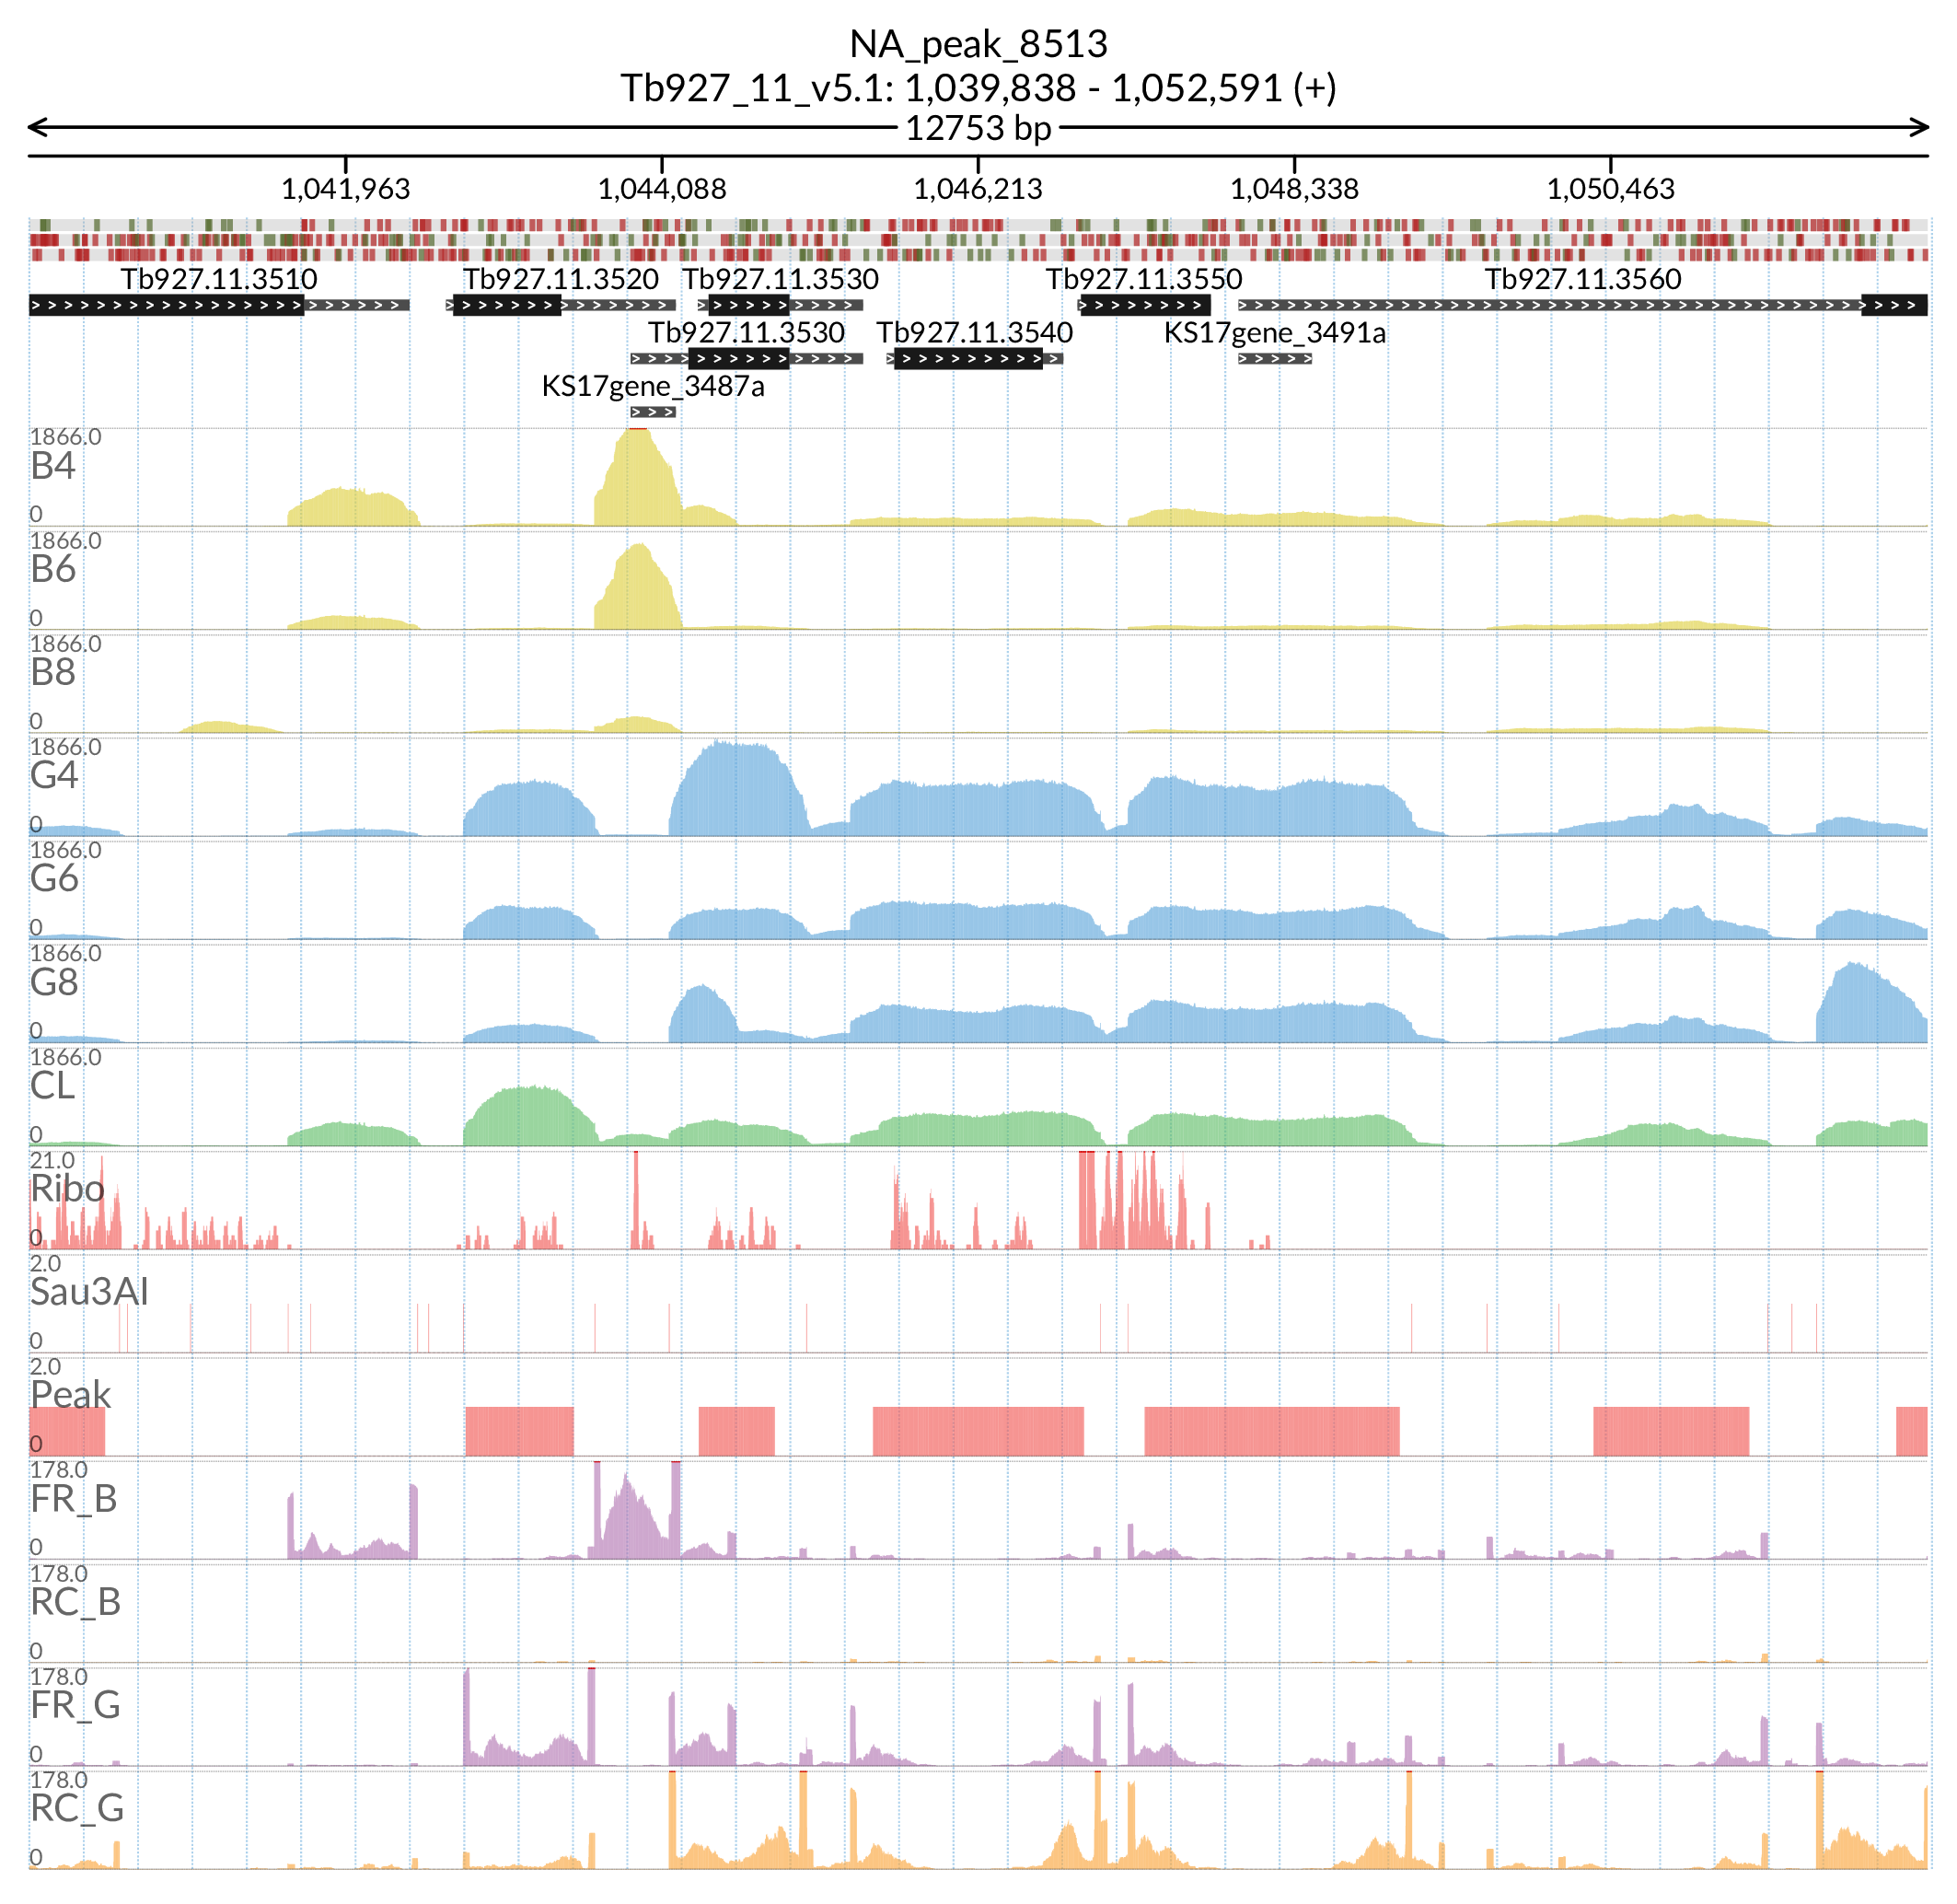 NA_peak_8513
Tb927_11_v5.1: 1,039,838 - 1,052,591 (+)
12753 bp
1,041,963 1,044,088 1,046,213 1,048,338 1,050,463
Tb927.11.3510 Tb927.11.3520 Tb927.11.3530 Tb927.11.3550 Tb927.11.3560
Tb927.11.3530 Tb927.11.3540 KS17gene_3491a
KS17gene_3487a
1866.0
B4
0
1866.0
B6
0
1866.0
B8
0
1866.0
G4
0
1866.0
G6
0
1866.0
G8
0
1866.0
CL
0
21.0
Ribo
0
2.0
Sau3AI
0
2.0
Peak
0
178.0
FR_B
0
178.0
RC_B
0
178.0
FR_G
0
178.0
RC_G
0